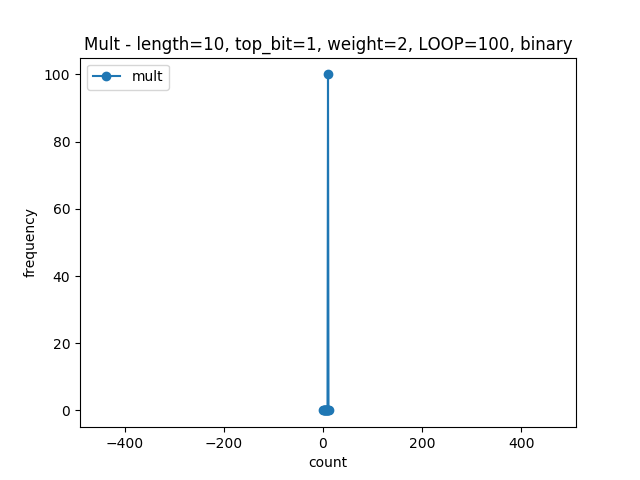 Mult - length=10, top_bit=1, weight=2, LOOP=100, binary
mult
100
80
60
40
20
0
frequency
−400
−200
0
200
400
count